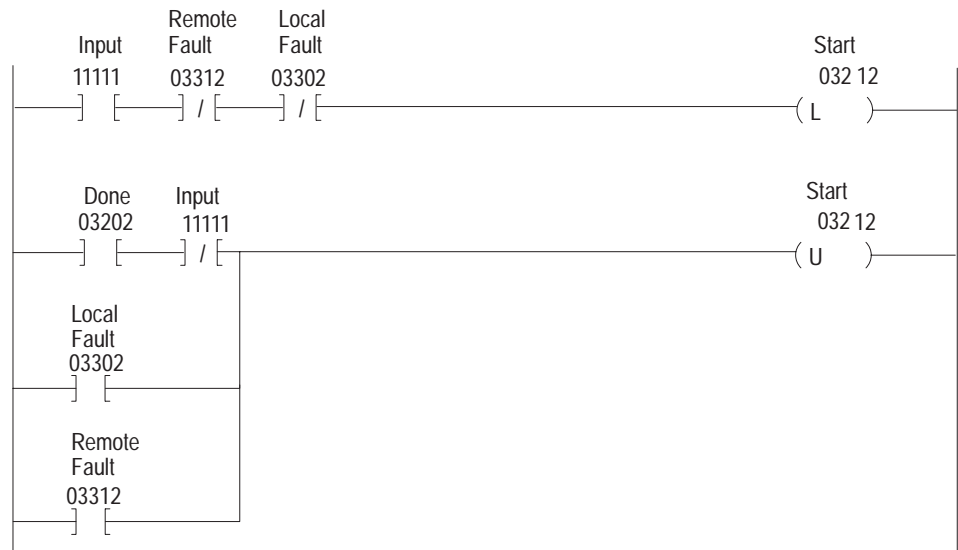 Input Remote Fault Local Fault Start
11111 03312 03302 032 12
/ / L
Done Input Start
03202 11111 032 12
/ U
Local
Fault
03302
Remote
Fault
03312